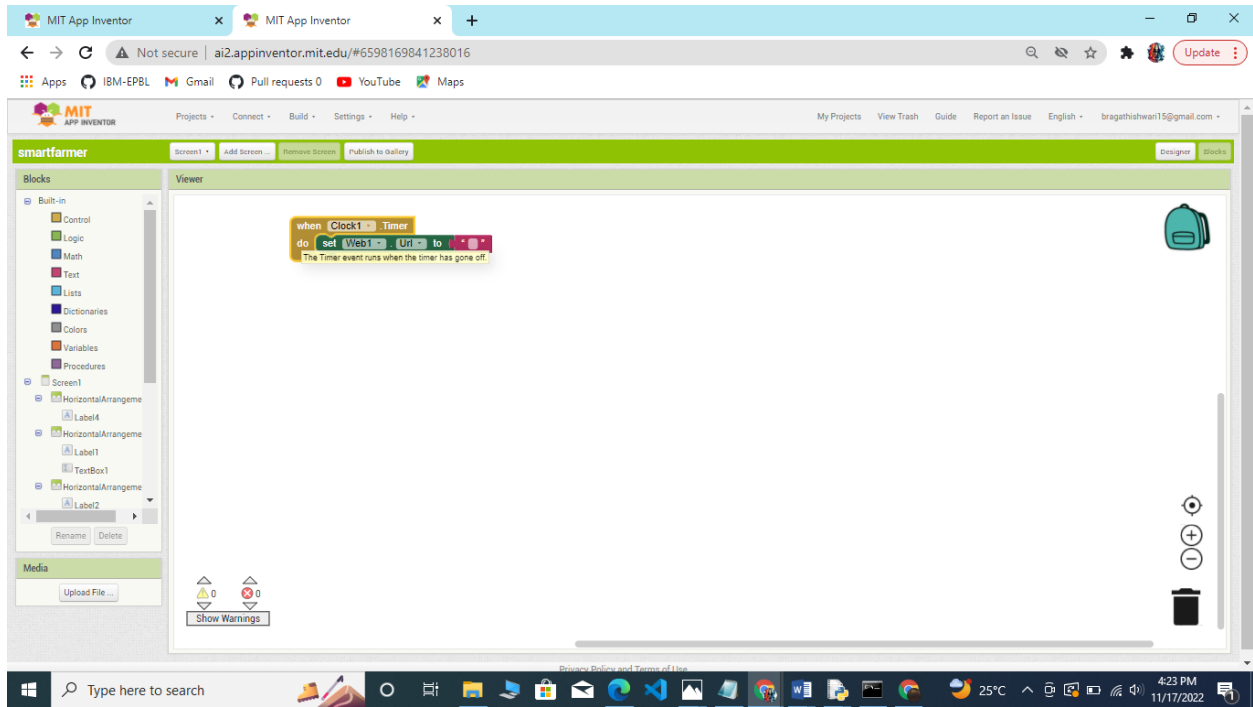 MIT App Inventor
MIT App Inventor
Not secure | ai2.appinventor.mit.edu/#6598169841238016
Update
Apps IBM-EPBL Gmail Pull requests 0 YouTube Maps
MIT
APP INVENTOR
Projects Connect Build Settings Help
My Projects View Trash Guide Report an Issue English bragathishwari15@gmail.com
smartfarmer
Screen1 Add Screen ... Remove Screen Publish to Gallery
Designer Blocks
Blocks
Viewer
Built-in
Control
Logic
Math
Text
Lists
Dictionaries
Colors
Variables
Procedures
Screen1
HorizontalArrangeme
Label4
HorizontalArrangeme
Label1
TextBox1
HorizontalArrangeme
Label2
Rename Delete
Media
Upload File ...
when Clock1 .Timer
do set Web1 . Url to " "
The Timer event runs when the timer has gone off.
0 0
Show Warnings
Privacy Policy and Terms of Use
Type here to search
25°C
4:23 PM
11/17/2022
1